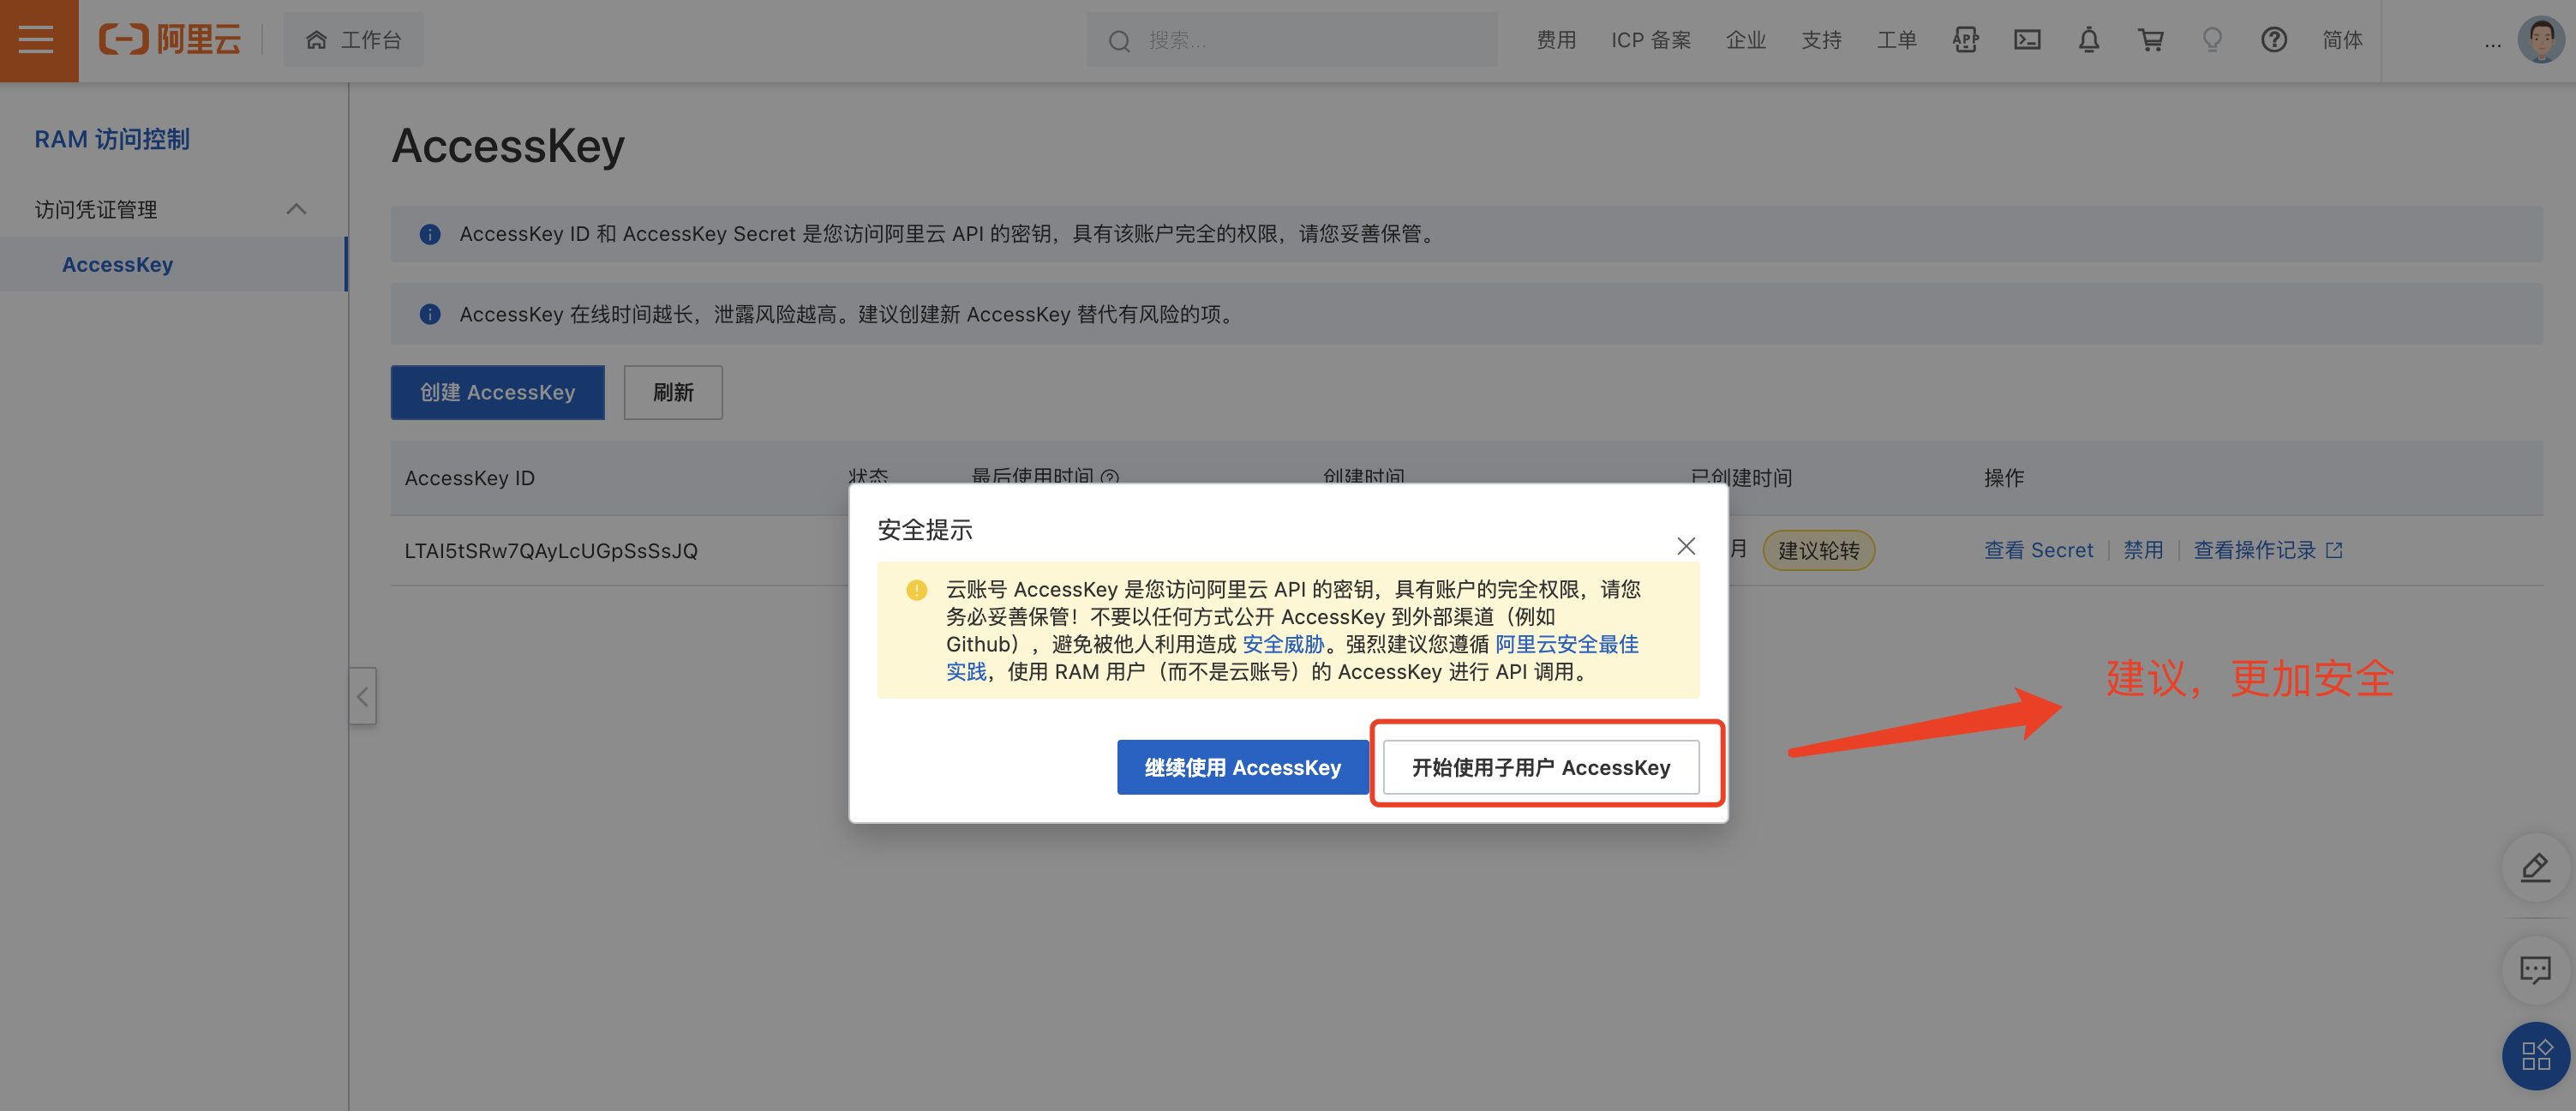 阿里云
工作台
搜索...
费用
ICP 备案
企业
支持
工单
APP
简体
...
RAM 访问控制
访问凭证管理
AccessKey
AccessKey
AccessKey ID 和 AccessKey Secret 是您访问阿里云 API 的密钥，具有该账户完全的权限，请您妥善保管。
AccessKey 在线时间越长，泄露风险越高。建议创建新 AccessKey 替代有风险的项。
创建 AccessKey
刷新
AccessKey ID
状态
最后使用时间
创建时间
已创建时间
操作
LTAI5tSRw7QAyLcUGpSsSsJQ
月
建议轮转
查看 Secret
禁用
查看操作记录
安全提示
云账号 AccessKey 是您访问阿里云 API 的密钥，具有账户的完全权限，请您
务必妥善保管！不要以任何方式公开 AccessKey 到外部渠道（例如
Github），避免被他人利用造成 安全威胁。强烈建议您遵循 阿里云安全最佳
实践，使用 RAM 用户（而不是云账号）的 AccessKey 进行 API 调用。
继续使用 AccessKey
开始使用子用户 AccessKey
建议，更加安全